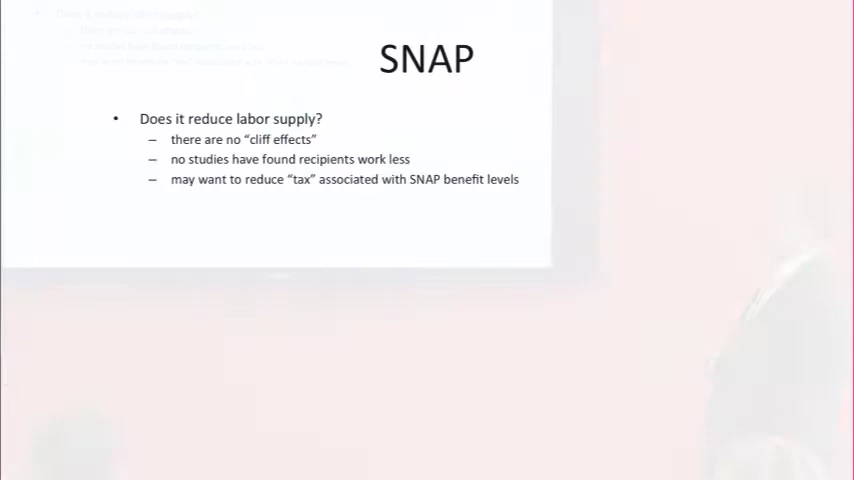 SNAP
• Does it reduce labor supply?
– there are no “cliff effects”
– no studies have found recipients work less
– may want to reduce “tax” associated with SNAP benefit levels